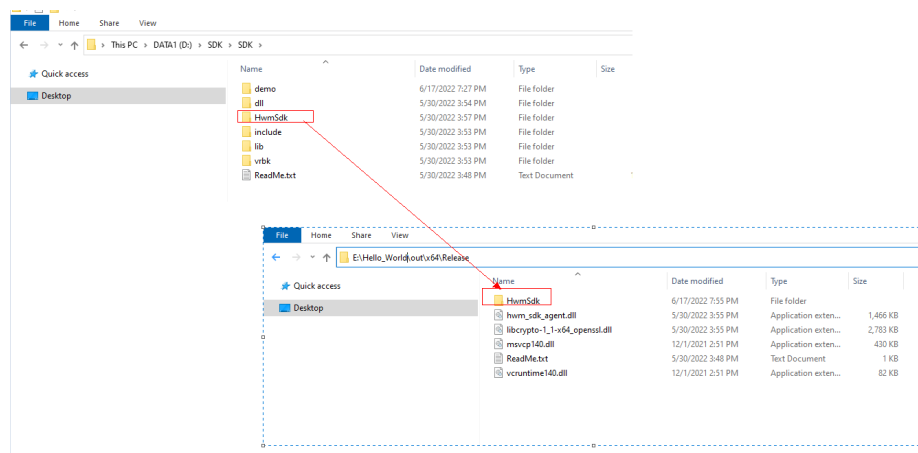 File Home Share View
This PC > DATA1 (D:) > SDK > SDK >
Name Date modified Type Size
Quick access
Desktop
demo 6/17/2022 7:27 PM File folder
dll 5/30/2022 3:54 PM File folder
HwmSdk 5/30/2022 3:57 PM File folder
include 5/30/2022 3:53 PM File folder
lib 5/30/2022 3:53 PM File folder
vrbk 5/30/2022 3:53 PM File folder
ReadMe.txt 5/30/2022 3:48 PM Text Document
File Home Share View
E:\Hello_World\out\x64\Release
Name Date modified Type Size
Quick access
Desktop
HwmSdk 6/17/2022 7:55 PM File folder
hwm_sdk_agent.dll 5/30/2022 3:55 PM Application exten... 1,466 KB
libcrypto-1_1-x64_openssl.dll 5/30/2022 3:55 PM Application exten... 2,783 KB
msvcp140.dll 12/1/2021 2:51 PM Application exten... 430 KB
ReadMe.txt 5/30/2022 3:48 PM Text Document 1 KB
vcruntime140.dll 12/1/2021 2:51 PM Application exten... 82 KB